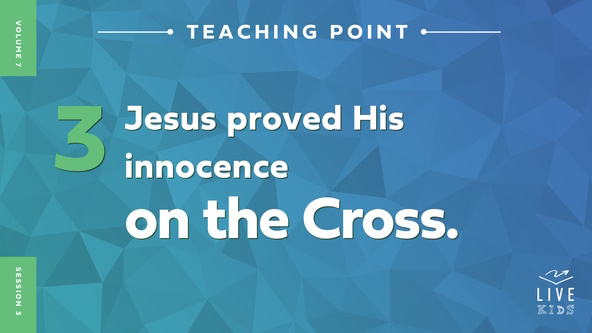 VOLUME 7
TEACHING POINT
3
Jesus proved His
innocence
on the Cross.
SESSION 3
LIVE
KIDS